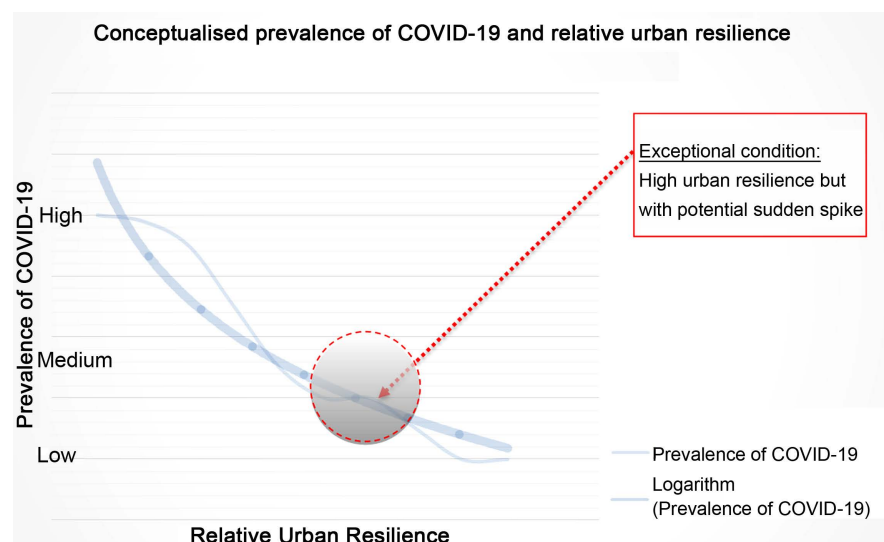 Conceptualised prevalence of COVID-19 and relative urban resilience
Prevalence of COVID-19
High
Medium
Low
Exceptional condition:
High urban resilience but
with potential sudden spike
Prevalence of COVID-19
Logarithm
(Prevalence of COVID-19)
Relative Urban Resilience